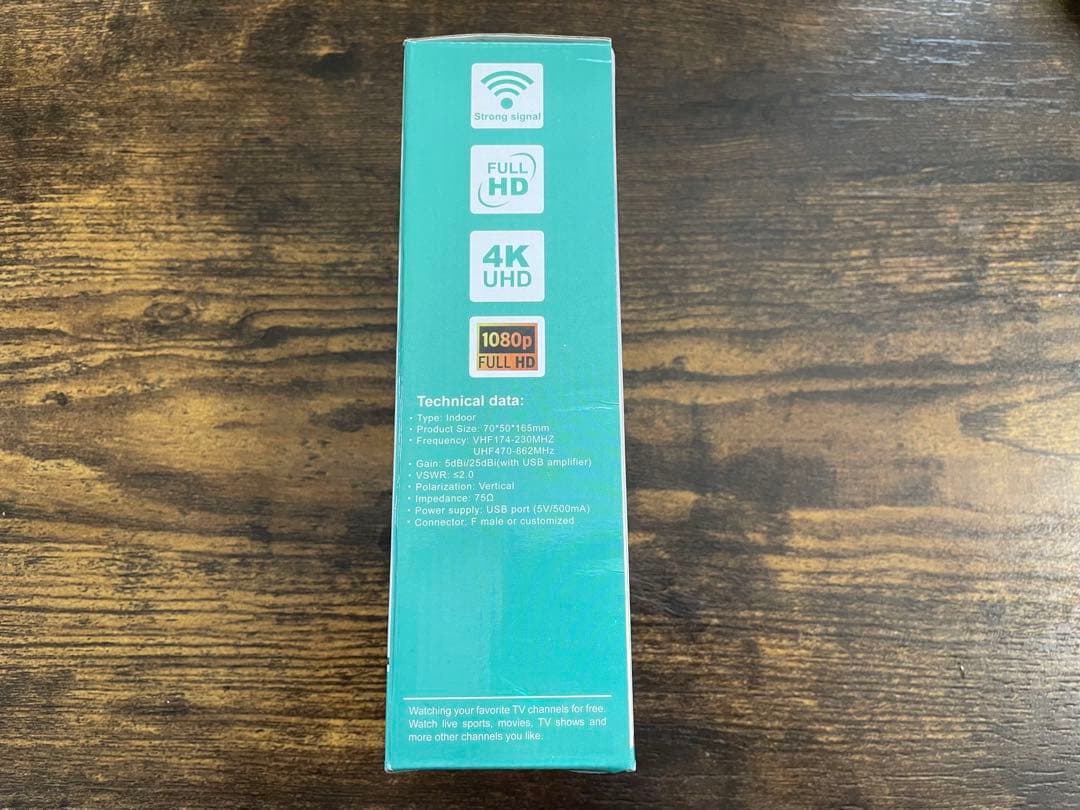 Strong signal
FULL
HD
4K
UHD
1080p
FULL HD
Technical data:
• Type: Indoor
• Product Size: 70*50*165mm
• Frequency: VHF174-230MHZ
UHF470-862MHz
• Gain: 5dBi/25dBi(with USB amplifier)
• VSWR: ≤2.0
• Polarization: Vertical
• Impedance: 75Ω
• Power supply: USB port (5V/500mA)
• Connector: F male or customized
Watching your favorite TV channels for free.
Watch live sports, movies, TV shows and
more other channels you like.